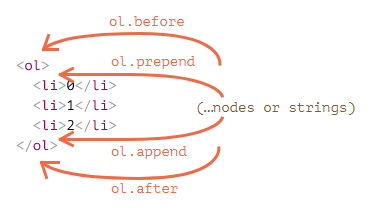 ol.before
<ol>
ol.prepend
<li>0</li>
<li>1</li>
(…nodes or strings)
<li>2</li>
</ol>
ol.append
ol.after